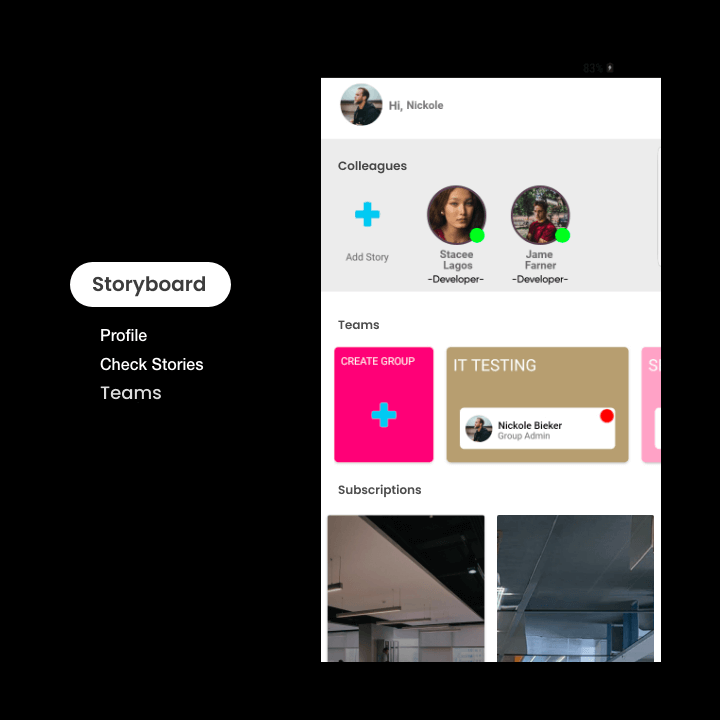 83%
Hi, Nickole
Colleagues
Add Story
Stacee
Lagos
-Developer-
Jame
Farner
-Developer-
Storyboard
Profile
Check Stories
Teams
Teams
CREATE GROUP
IT TESTING
Nickole Bieker
Group Admin
Subscriptions